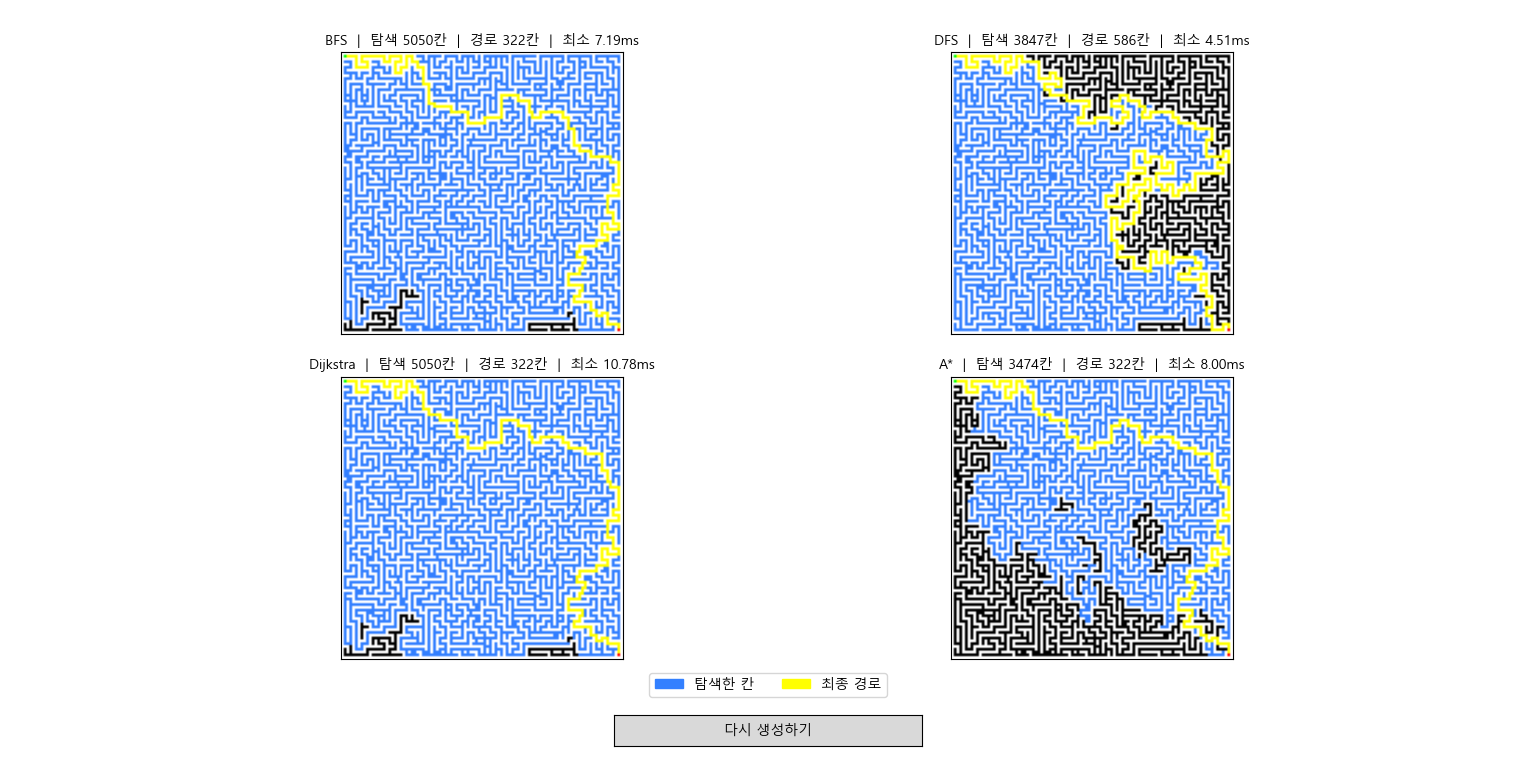 BFS | 탐색 5050칸 | 경로 322칸 | 최소 7.19ms
DFS | 탐색 3847칸 | 경로 586칸 | 최소 4.51ms
Dijkstra | 탐색 5050칸 | 경로 322칸 | 최소 10.78ms
A* | 탐색 3474칸 | 경로 322칸 | 최소 8.00ms
탐색한 칸
최종 경로
다시 생성하기